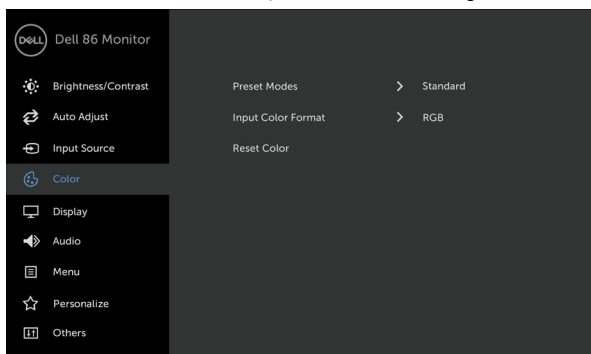 DELL Dell 86 Monitor
Brightness/Contrast
Auto Adjust
Input Source
Color
Display
Audio
Menu
Personalize
Others
Preset Modes > Standard
Input Color Format > RGB
Reset Color